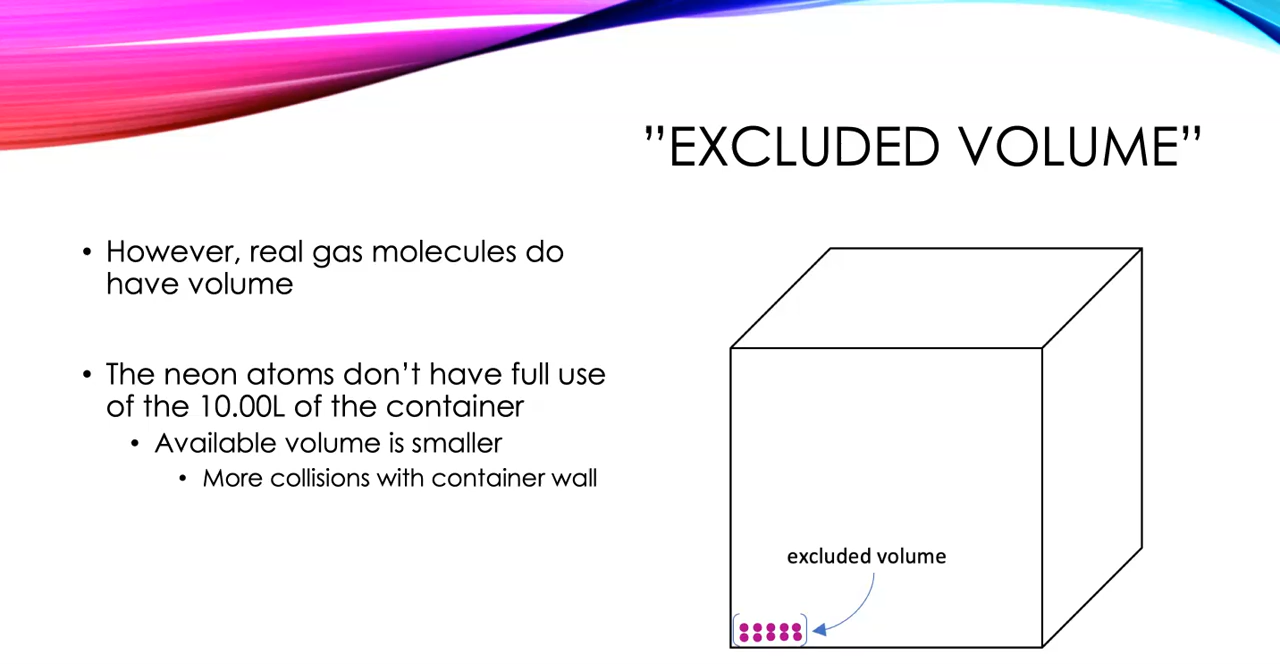 ”EXCLUDED VOLUME”
• However, real gas molecules do
have volume
• The neon atoms don’t have full use
of the 10.00L of the container
• Available volume is smaller
• More collisions with container wall
excluded volume